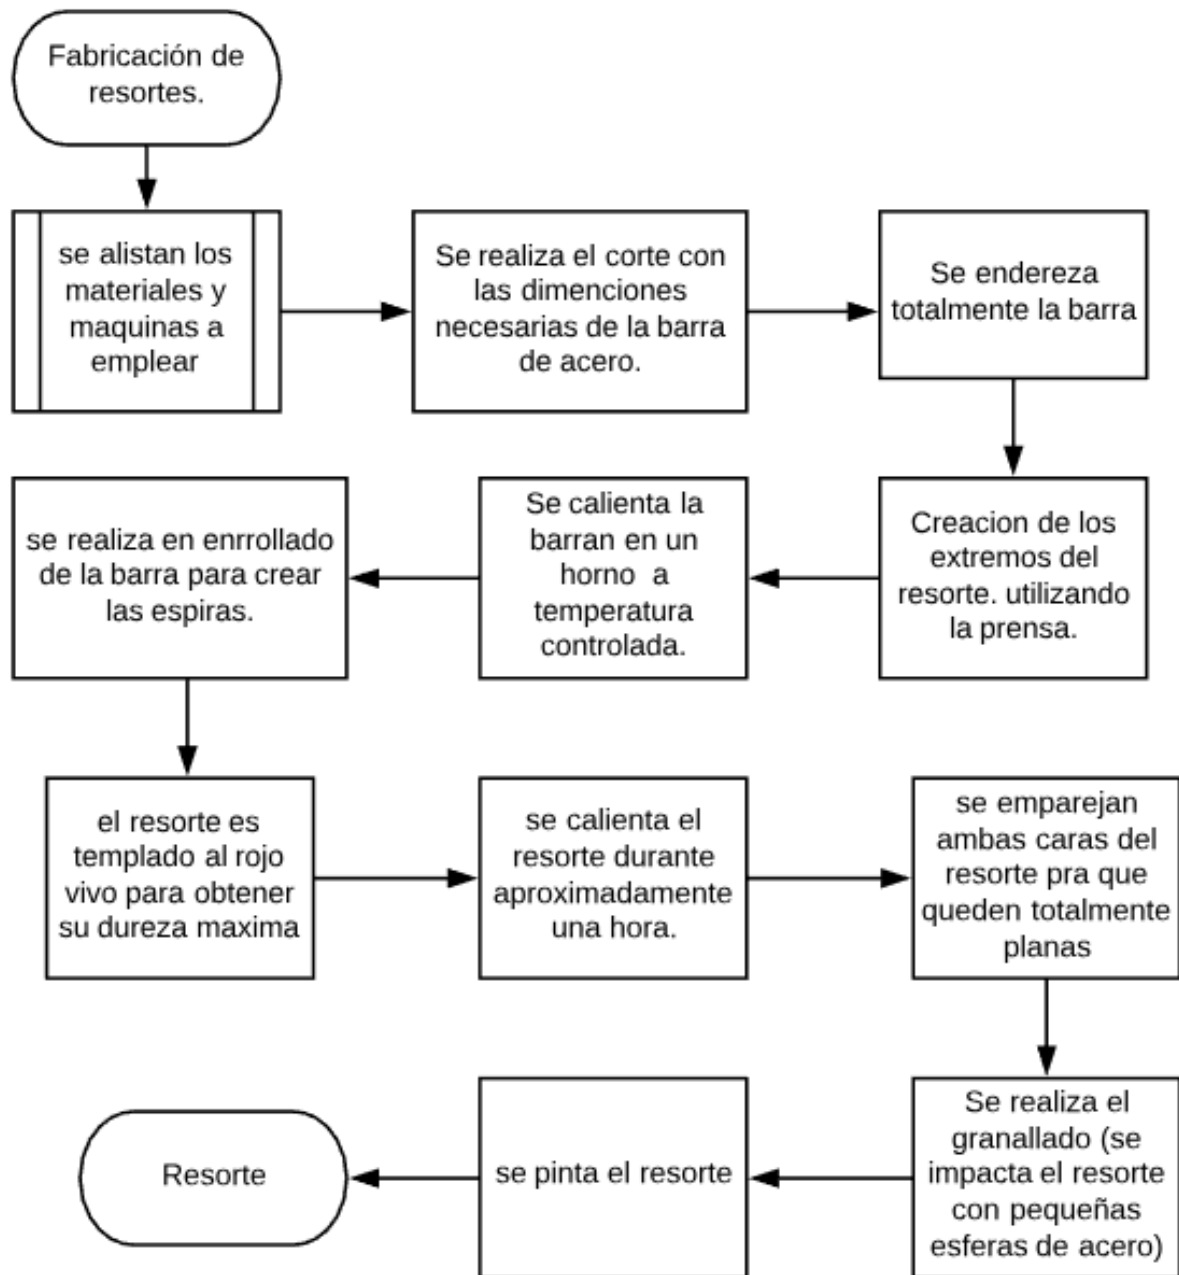 Fabricación de
resortes.
se alistan los
materiales y
maquinas a
emplear
Se realiza el corte con
las dimenciones
necesarias de la barra
de acero.
Se endereza
totalmente la barra
Creacion de los
extremos del
resorte. utilizando
la prensa.
Se calienta la
barran en un
horno a
temperatura
controlada.
se realiza en enrrollado
de la barra para crear
las espiras.
el resorte es
templado al rojo
vivo para obtener
su dureza maxima
se calienta el
resorte durante
aproximadamente
una hora.
se emparejan
ambas caras del
resorte pra que
queden totalmente
planas
Se realiza el
granallado (se
impacta el resorte
con pequeñas
esferas de acero)
se pinta el resorte
Resorte